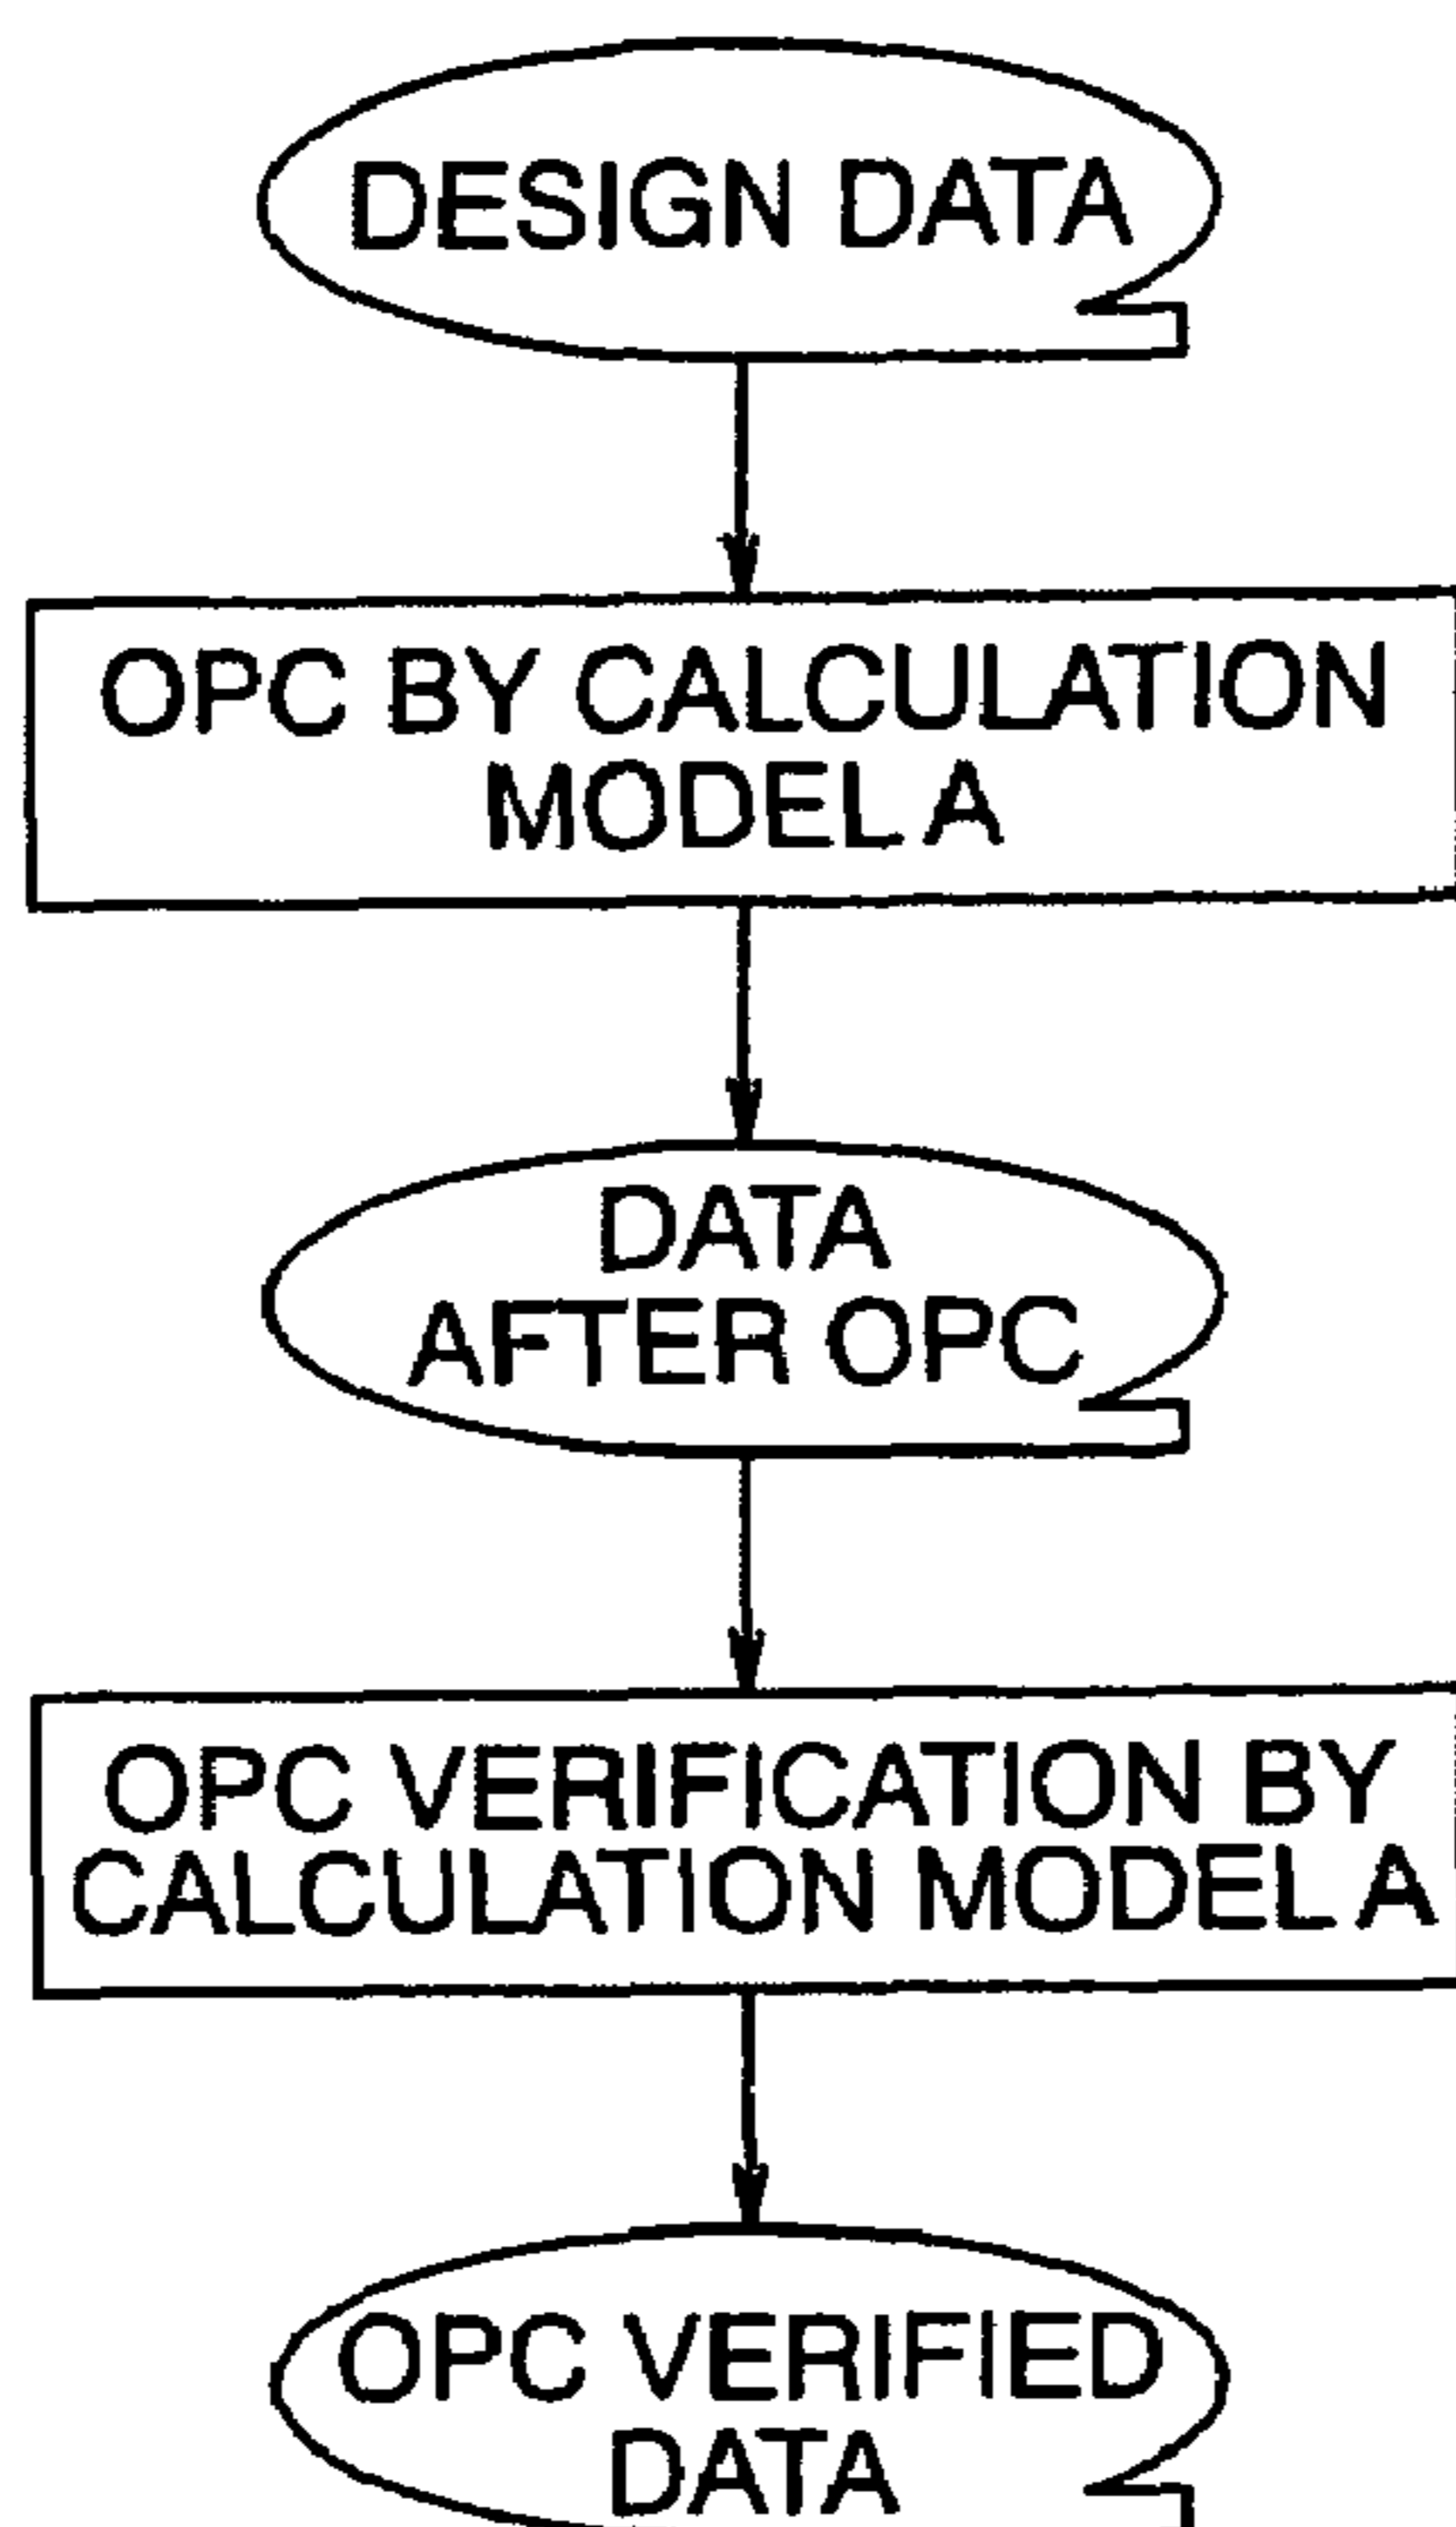 DESIGN DATA
OPC BY CALCULATION
MODEL A
DATA
AFTER OPC
OPC VERIFICATION BY
CALCULATION MODEL A
OPC VERIFIED
DATA